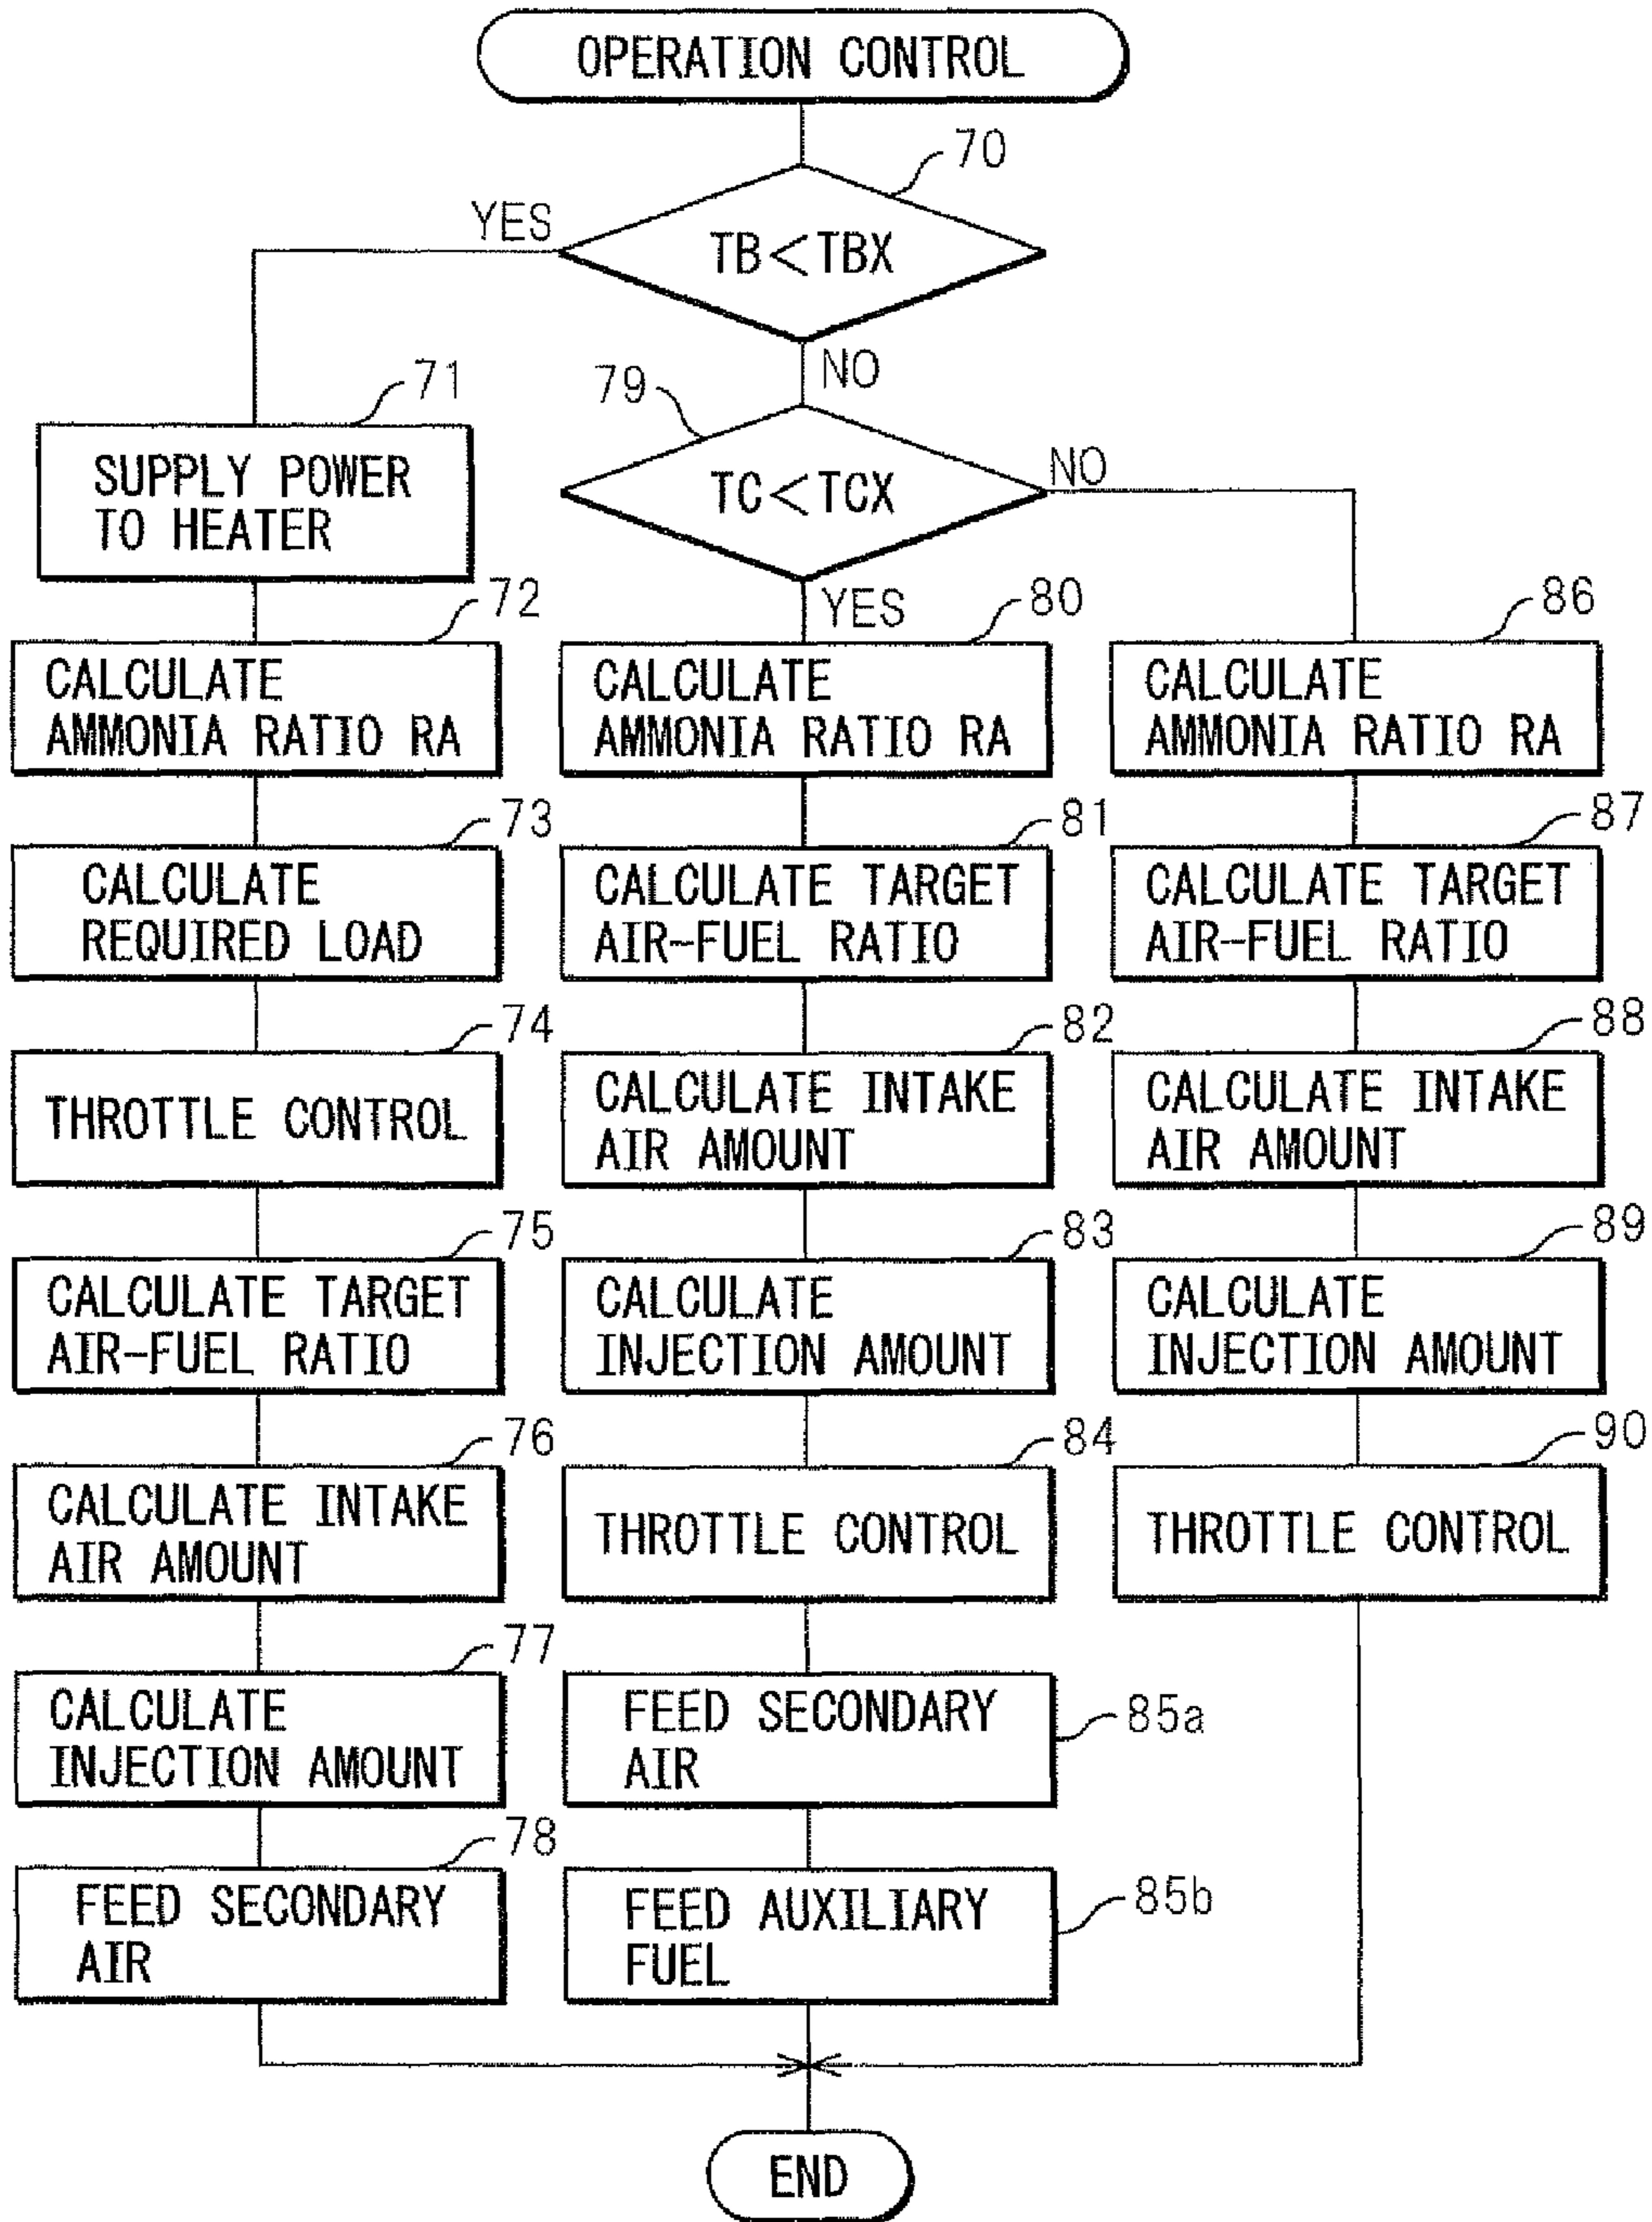 OPERATION CONTROL
70
TB<TBX
YES
NO
71
SUPPLY POWER
TO HEATER
72
CALCULATE
AMMONIA RATIO RA
73
CALCULATE
REQUIRED LOAD
74
THROTTLE CONTROL
75
CALCULATE TARGET
AIR-FUEL RATIO
76
CALCULATE INTAKE
AIR AMOUNT
77
CALCULATE
INJECTION AMOUNT
78
FEED SECONDARY
AIR
79
TC<TCX
NO
YES
80
CALCULATE
AMMONIA RATIO RA
81
CALCULATE TARGET
AIR-FUEL RATIO
82
CALCULATE INTAKE
AIR AMOUNT
83
CALCULATE
INJECTION AMOUNT
84
THROTTLE CONTROL
85a
FEED SECONDARY
AIR
85b
FEED AUXILIARY
FUEL
86
CALCULATE
AMMONIA RATIO RA
87
CALCULATE TARGET
AIR-FUEL RATIO
88
CALCULATE INTAKE
AIR AMOUNT
89
CALCULATE
INJECTION AMOUNT
90
THROTTLE CONTROL
END